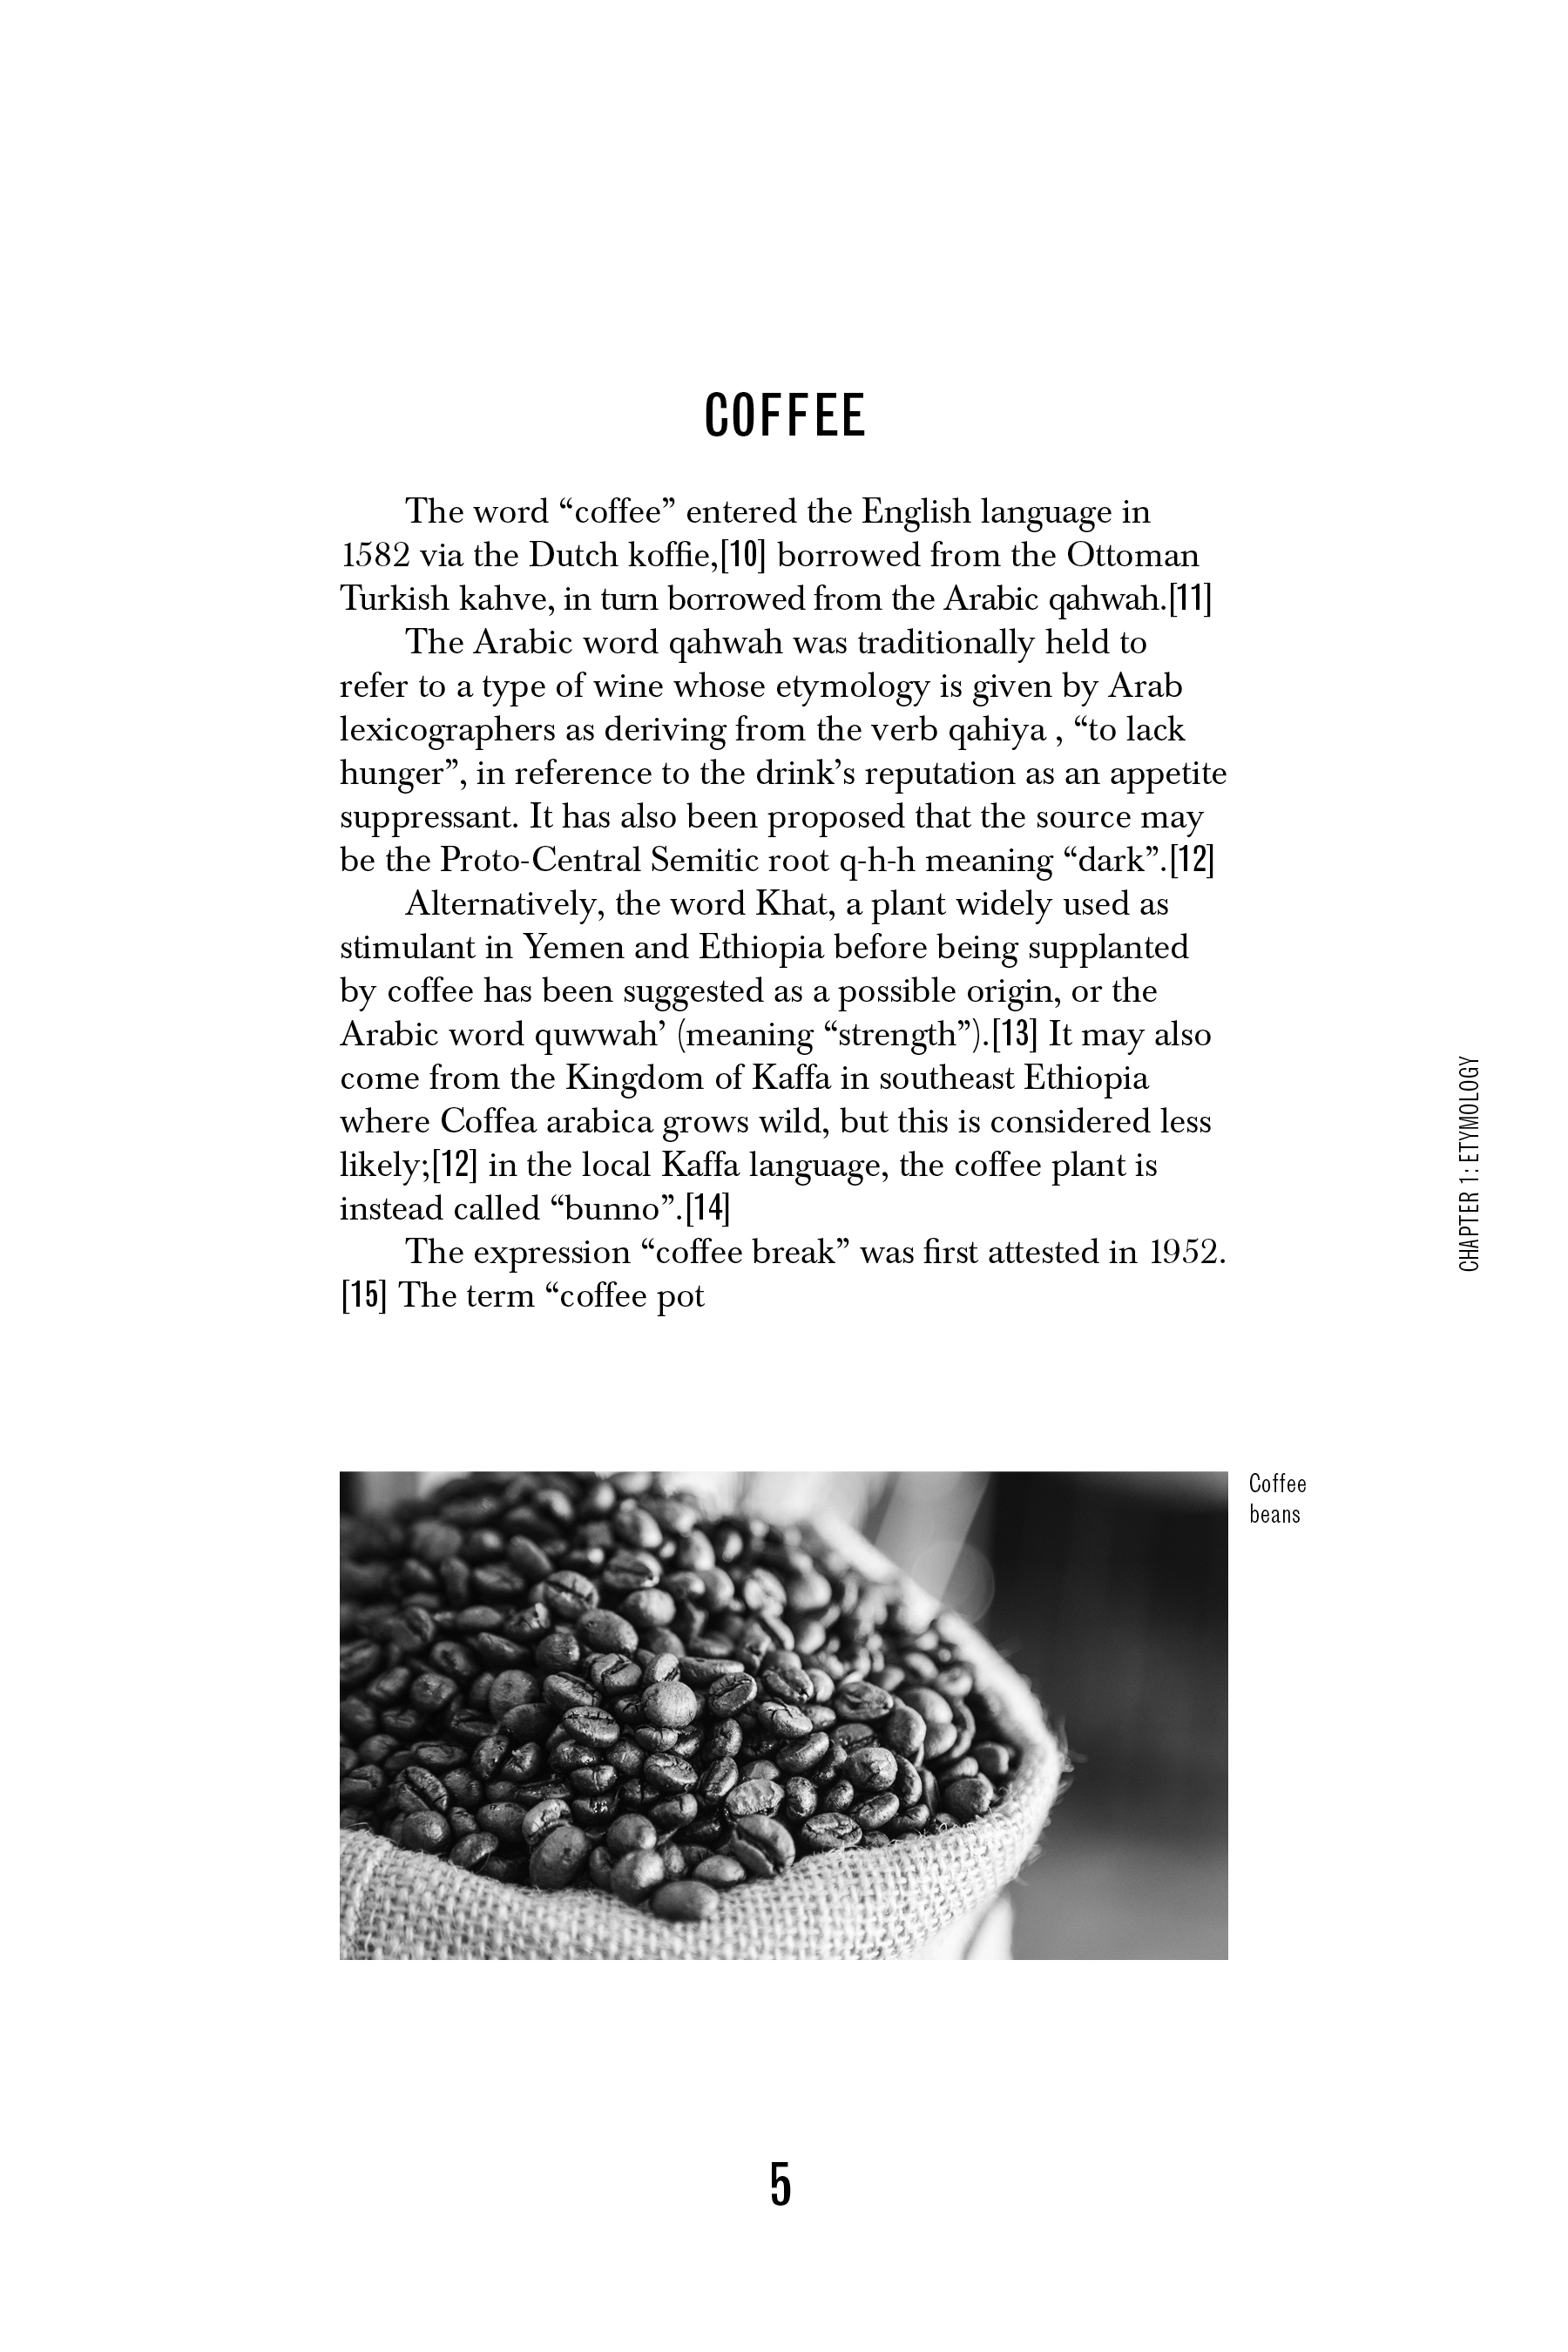 COFFEE
The word “coffee” entered the English language in
1582 via the Dutch koffie,[10] borrowed from the Ottoman
Turkish kahve, in turn borrowed from the Arabic qahwah.[11]
The Arabic word qahwah was traditionally held to
refer to a type of wine whose etymology is given by Arab
lexicographers as deriving from the verb qahiya , “to lack
hunger”, in reference to the drink’s reputation as an appetite
suppressant. It has also been proposed that the source may
be the Proto-Central Semitic root q-h-h meaning “dark”.[12]
Alternatively, the word Khat, a plant widely used as
stimulant in Yemen and Ethiopia before being supplanted
by coffee has been suggested as a possible origin, or the
Arabic word quwwah’ (meaning “strength”).[13] It may also
come from the Kingdom of Kaffa in southeast Ethiopia
where Coffea arabica grows wild, but this is considered less
likely;[12] in the local Kaffa language, the coffee plant is
instead called “bunno”.[14]
The expression “coffee break” was first attested in 1952.
[15] The term “coffee pot
CHAPTER 1: ETYMOLOGY
Coffee
beans
5